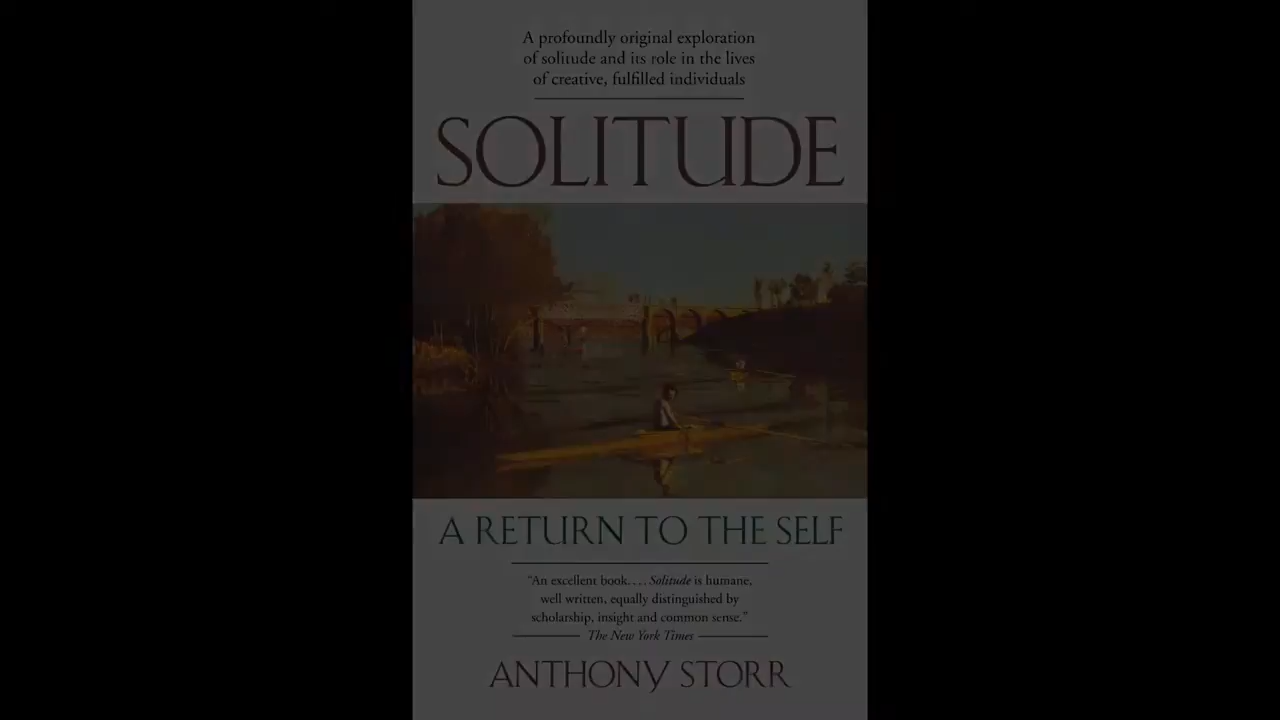 A profoundly original exploration
of solitude and its role in the lives
of creative, fulfilled individuals
SOLITUDE
A RETURN TO THE SELF
“An excellent book.... Solitude is humane,
well written, equally distinguished by
scholarship, insight and common sense.”
The New York Times
ANTHONY STORR